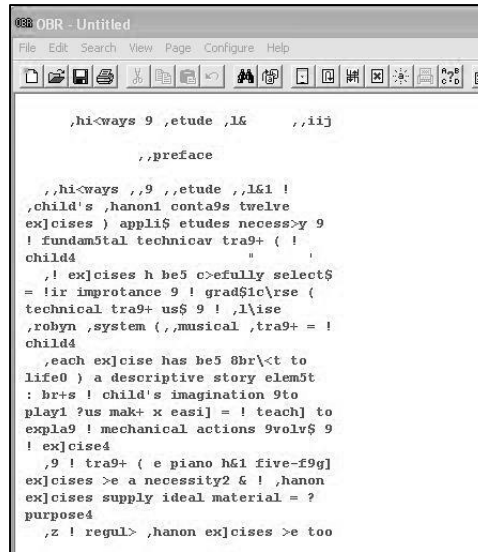 OBR - Untitled
File Edit Search View Page Configure Help
,hi<ways 9 ,etude ,l& ,,iij
,,preface
,,hi<ways ,,9 ,,etude ,,l&1 !
,child's ,hanon1 conta9s twelve
ex]cises ) appli$ etudes necess>y 9
! fundam5tal technicav tra9+ ( !
child4 " '
,! ex]cises h be5 c>efully select$
= !ir improtance 9 ! grad$1c\rse (
technical tra9+ us$ 9 ! ,l\ise
,robyn ,system (,,musical ,tra9+ = !
child4
,each ex]cise has be5 8br\<t to
life0 ) a descriptive story elem5t
: br+s ! child's imagination 9to
play1 ?us mak+ x easi] = ! teach] to
expla9 ! mechanical actions 9volv$ 9
! ex]cise4
,9 ! tra9+ ( e piano h&1 five-f9g]
ex]cises >e a necessity2 & ! ,hanon
ex]cises supply ideal material = ?
purpose4
,z ! regul> ,hanon ex]cises >e too